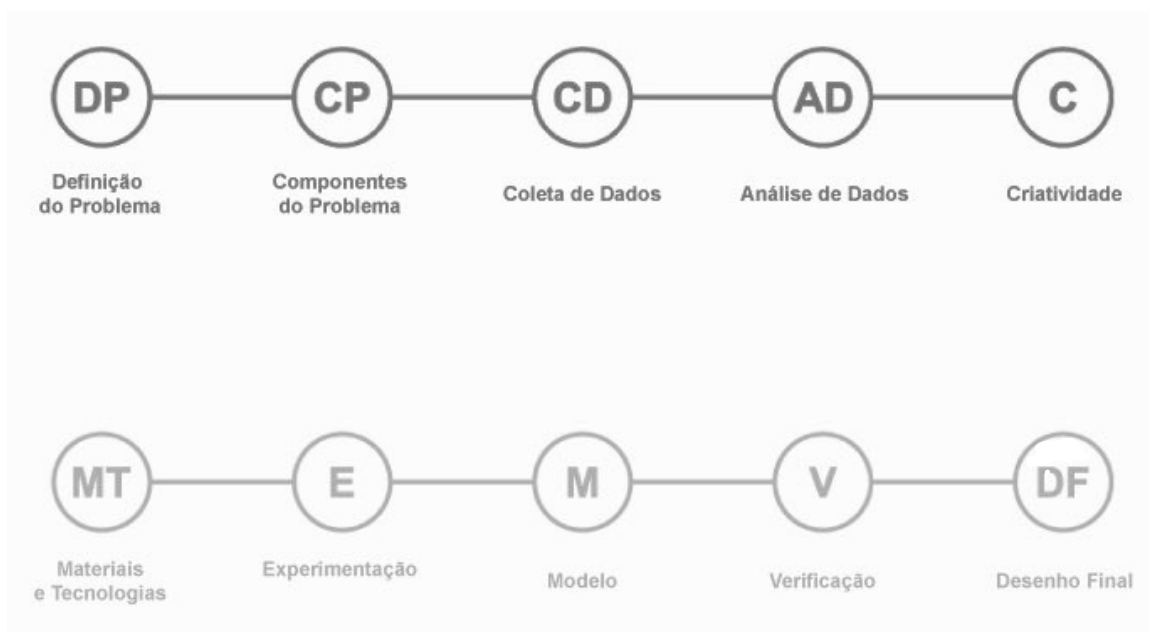 DP CP CD AD C
Definição
do Problema
Componentes
do Problema
Coleta de Dados
Análise de Dados
Criatividade
MT E M V DF
Materiais
e Tecnologias
Experimentação
Modelo
Verificação
Desenho Final